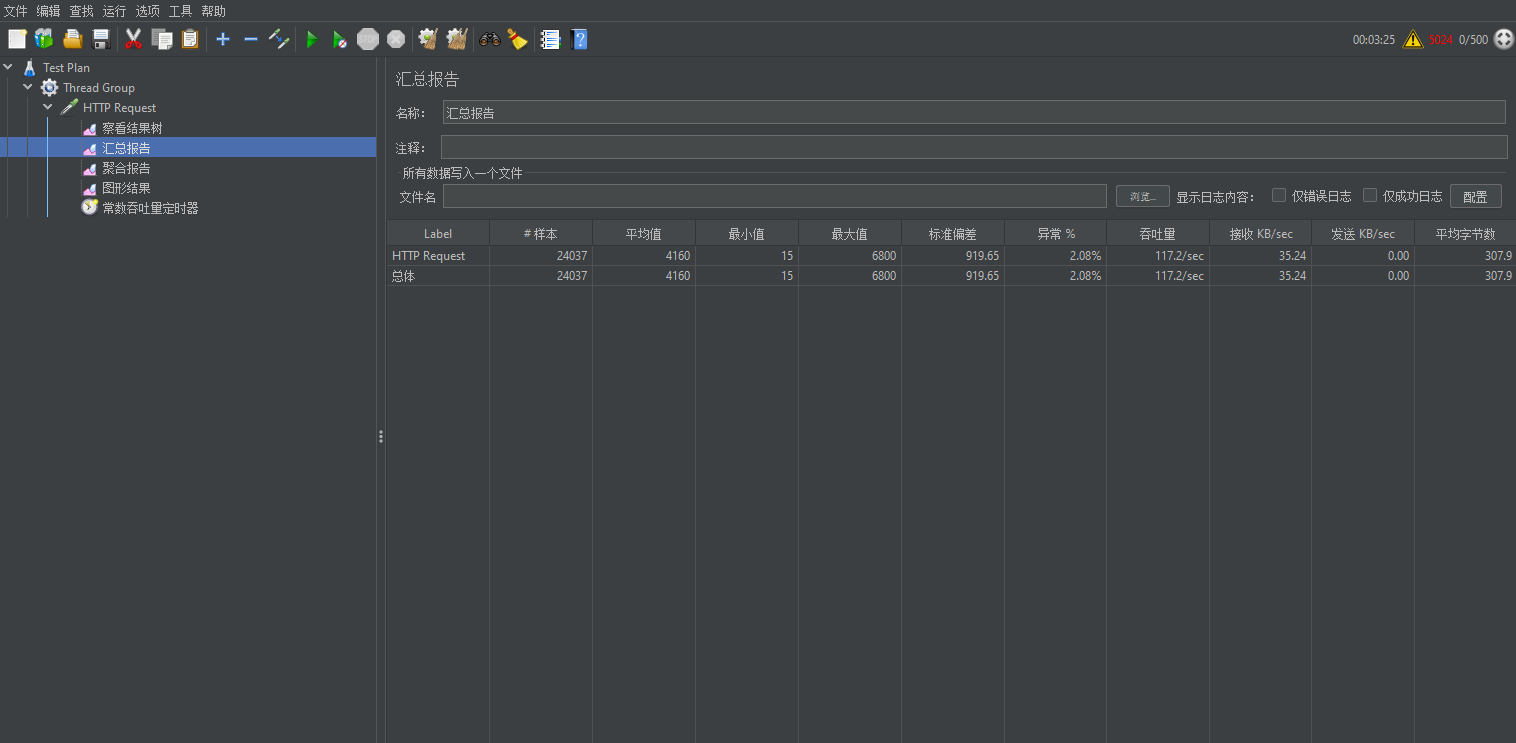 文件 编辑 查找 运行 选项 工具 帮助
STOP
00:03:25 5024 0/500
Test Plan
Thread Group
HTTP Request
察看结果树
汇总报告
聚合报告
图形结果
常数吞吐量定时器
汇总报告
名称： 汇总报告
注释：
所有数据写入一个文件
文件名 浏览... 显示日志内容： 仅错误日志 仅成功日志 配置
Label # 样本 平均值 最小值 最大值 标准偏差 异常 % 吞吐量 接收 KB/sec 发送 KB/sec 平均字节数
HTTP Request 24037 4160 15 6800 919.65 2.08% 117.2/sec 35.24 0.00 307.9
总体 24037 4160 15 6800 919.65 2.08% 117.2/sec 35.24 0.00 307.9